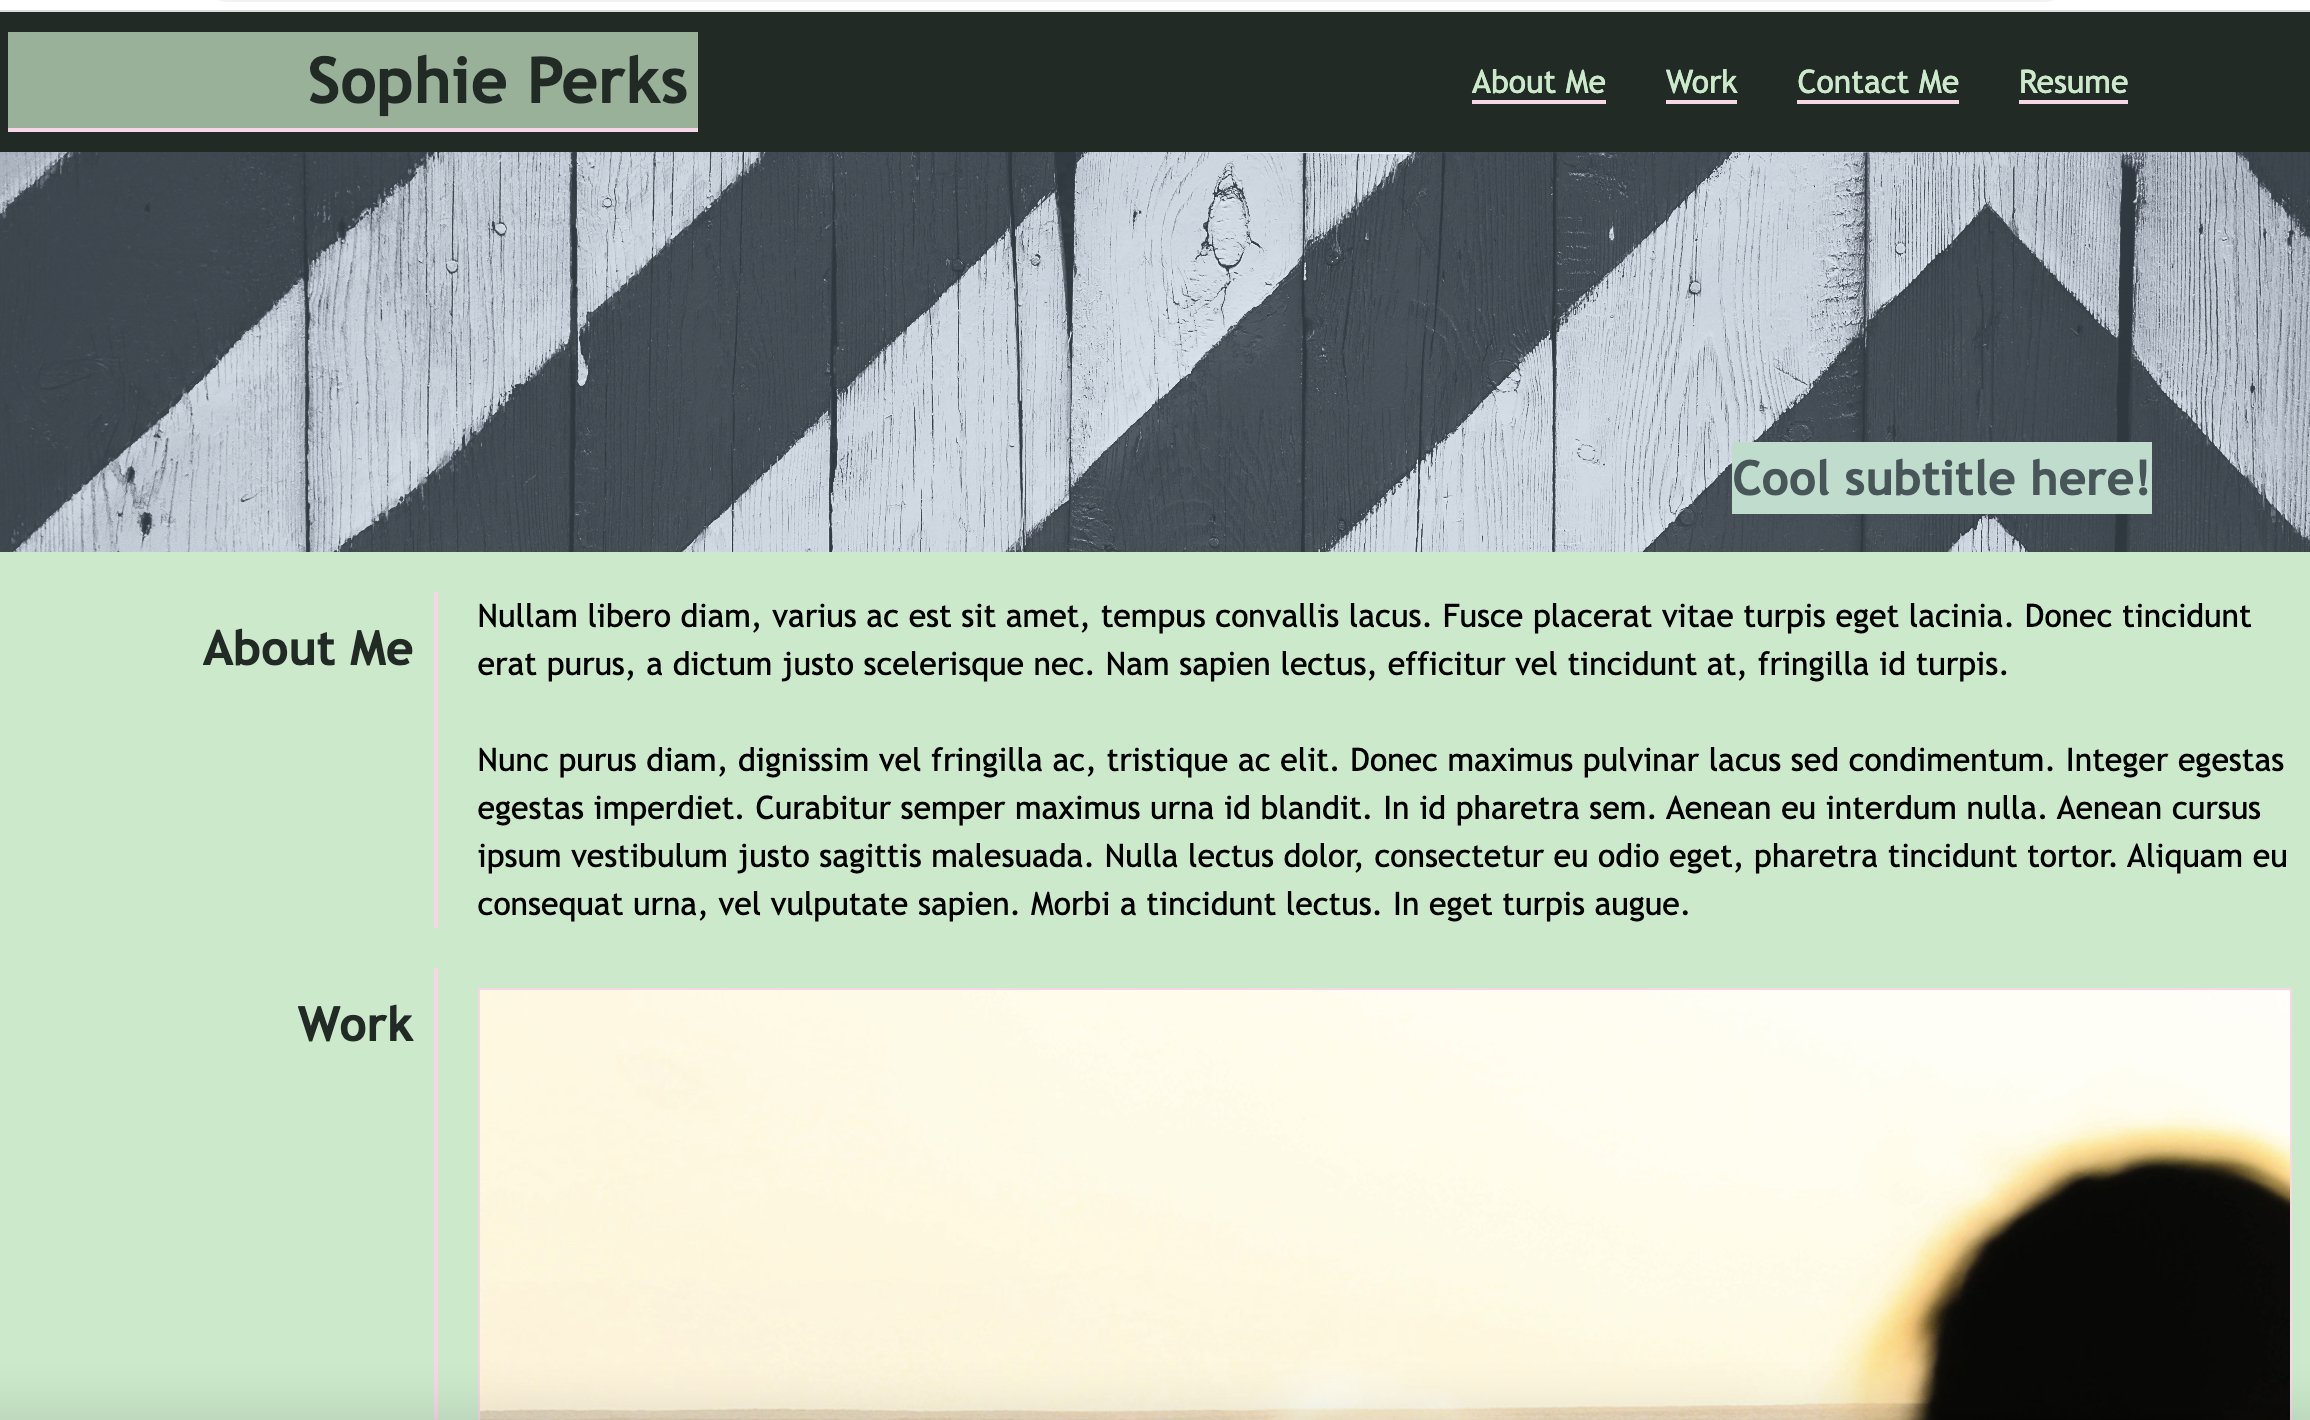 Sophie Perks
About Me
Work
Contact Me
Resume
Cool subtitle here!
About Me
Nullam libero diam, varius ac est sit amet, tempus convallis lacus. Fusce placerat vitae turpis eget lacinia. Donec tincidunt
erat purus, a dictum justo scelerisque nec. Nam sapien lectus, efficitur vel tincidunt at, fringilla id turpis.
Nunc purus diam, dignissim vel fringilla ac, tristique ac elit. Donec maximus pulvinar lacus sed condimentum. Integer egestas
egestas imperdiet. Curabitur semper maximus urna id blandit. In id pharetra sem. Aenean eu interdum nulla. Aenean cursus
ipsum vestibulum justo sagittis malesuada. Nulla lectus dolor, consectetur eu odio eget, pharetra tincidunt tortor. Aliquam eu
consequat urna, vel vulputate sapien. Morbi a tincidunt lectus. In eget turpis augue.
Work